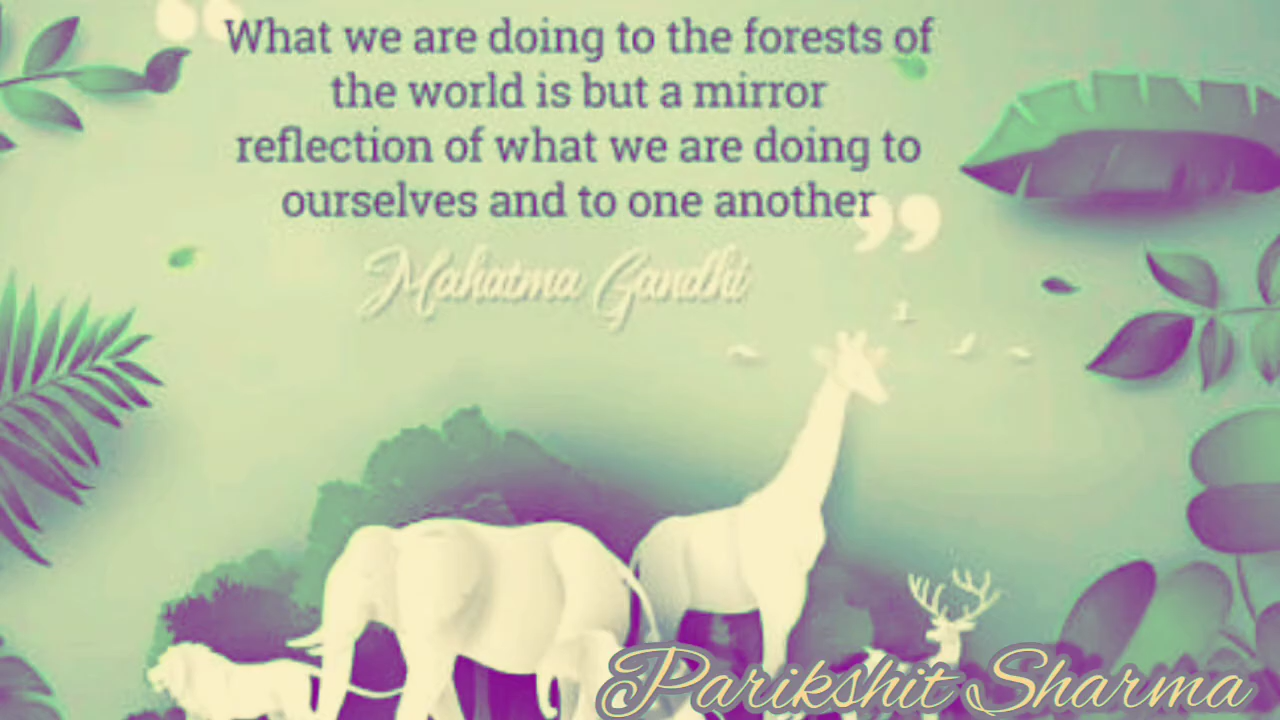 “What we are doing to the forests of
the world is but a mirror
reflection of what we are doing to
ourselves and to one another”
Mahatma Gandhi
Parikshit Sharma